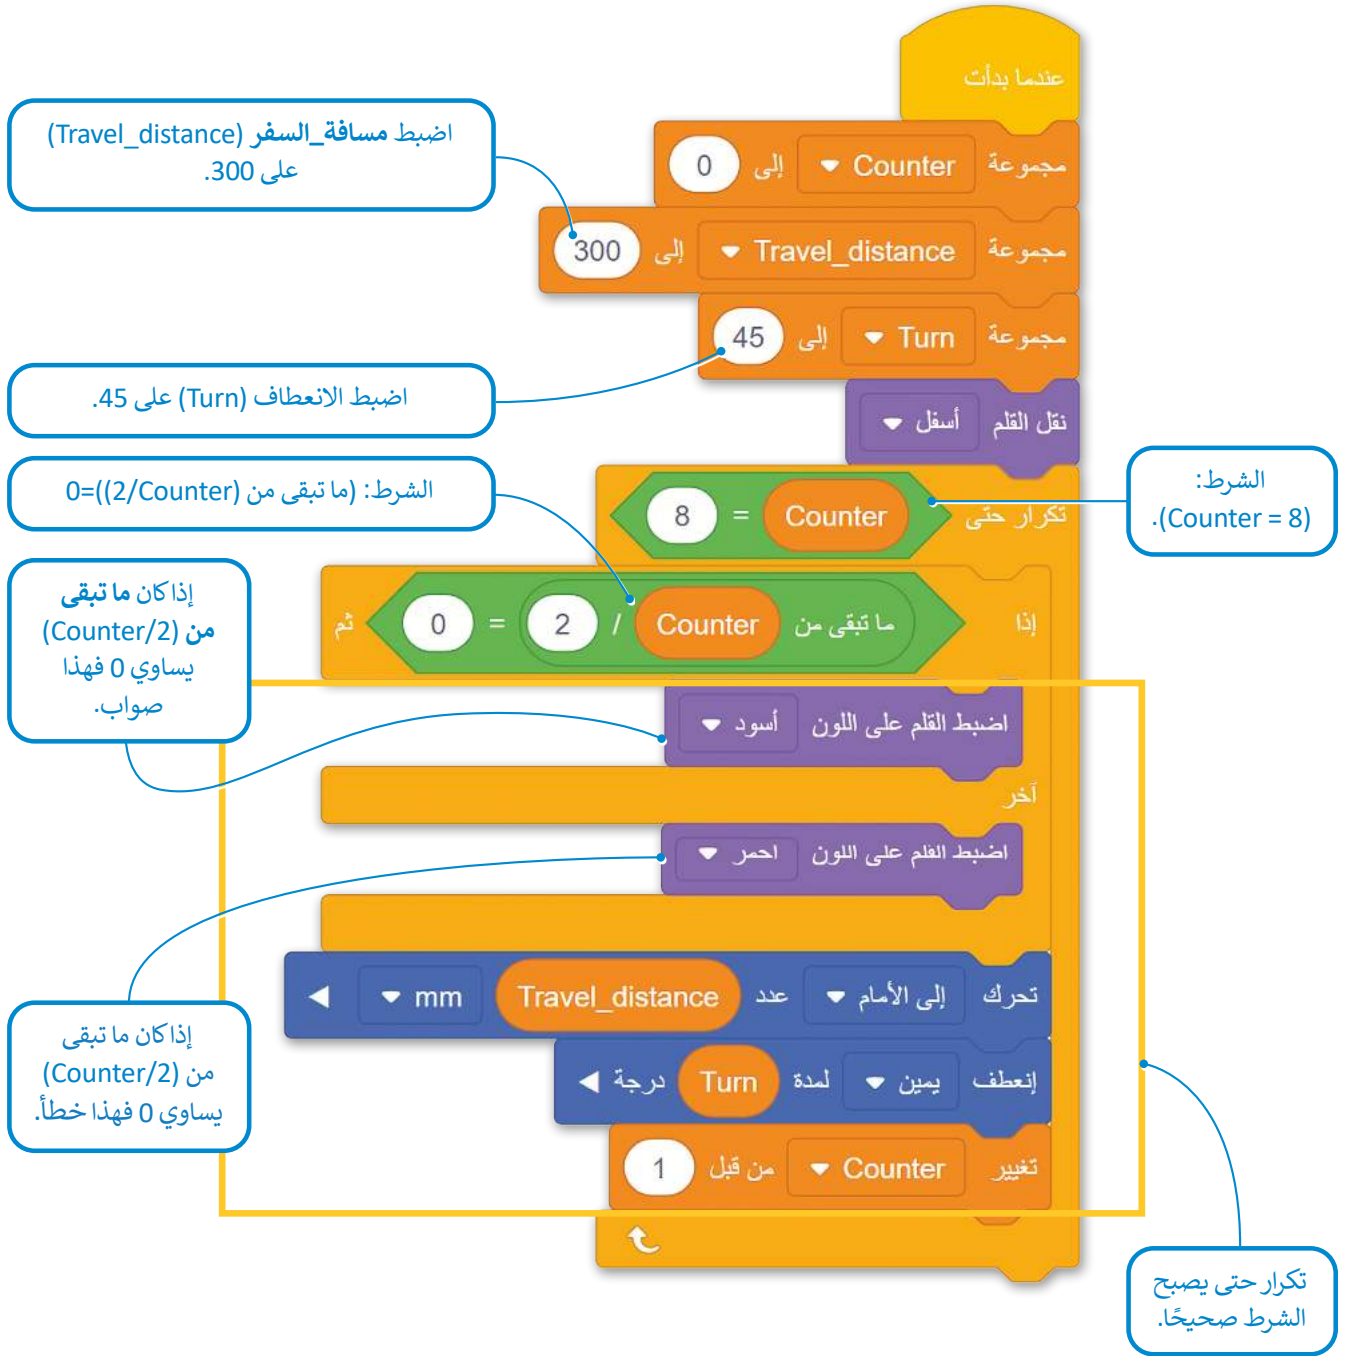 عندما بدأت
مجموعة Counter إلى 0
مجموعة Travel_distance إلى 300
مجموعة Turn إلى 45
نقل القلم أسفل
تكرار حتى Counter = 8
إذا ما تبقى من Counter / 2 = 0 ثم
اضبط القلم على اللون أسود
آخر
اضبط القلم على اللون احمر
تحرك إلى الأمام عدد Travel_distance mm
إنعطف يمين لمدة Turn درجة
تغيير Counter من قبل 1
اضبط مسافة_السفر (Travel_distance)
على 300.
اضبط الانعطاف (Turn) على 45.
الشرط: (ما تبقى من (2/Counter))=0
الشرط:
(Counter = 8).
إذا كان ما تبقى
من (Counter/2)
يساوي 0 فهذا
صواب.
إذا كان ما تبقى
من (Counter/2)
يساوي 0 فهذا خطأ.
تكرار حتى يصبح
الشرط صحيحًا.